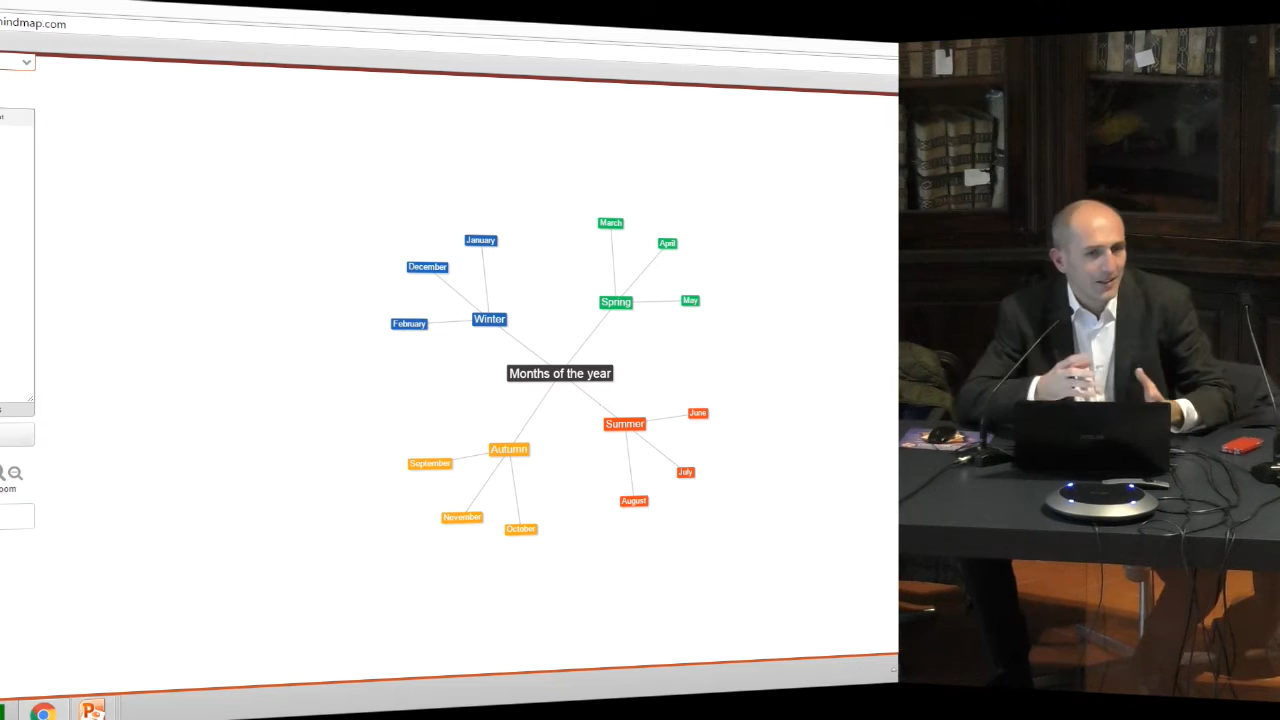 mindmap.com
March
January
April
December
May
Spring
Winter
February
Months of the year
June
Summer
Autumn
September
July
August
November
October
oom